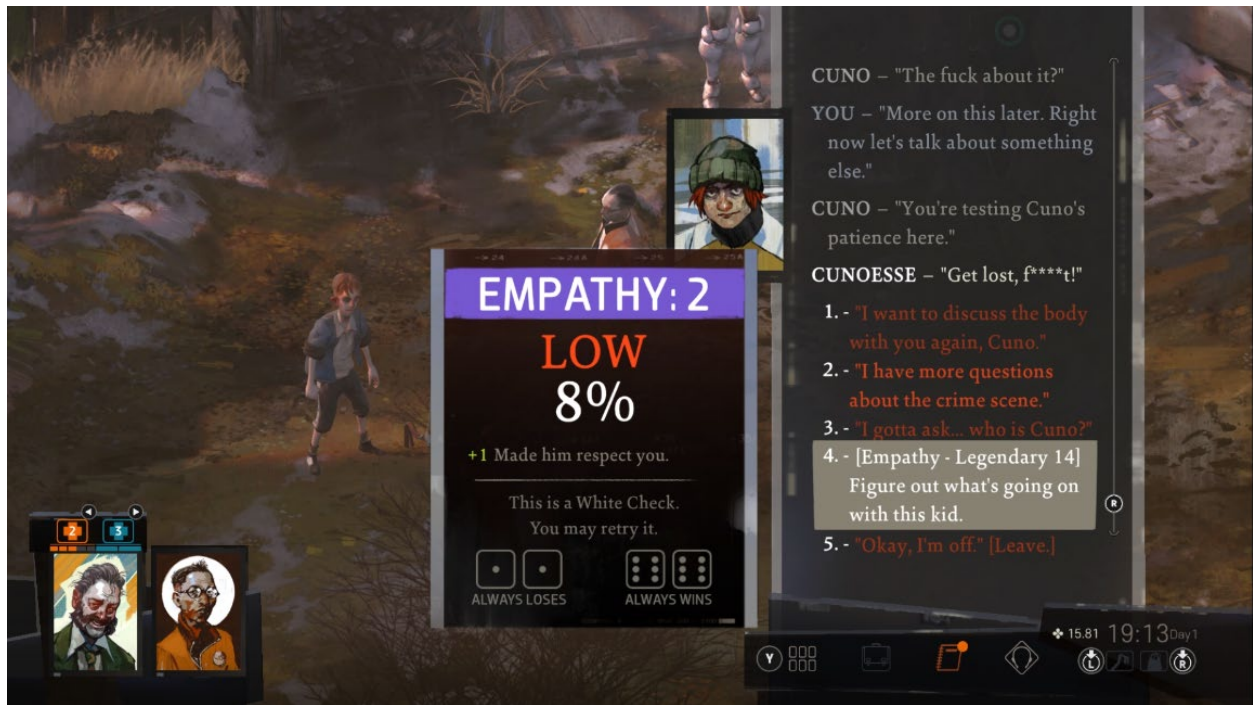 CUNO – "The fuck about it?"
YOU – "More on this later. Right
now let's talk about something
else."
CUNO – "You're testing Cuno's
patience here."
CUNOESSE – "Get lost, f****t!"
1. - "I want to discuss the body
with you again, Cuno."
2. - "I have more questions
about the crime scene."
3. - "I gotta ask... who is Cuno?"
4. - [Empathy - Legendary 14]
Figure out what's going on
with this kid.
5. - "Okay, I'm off." [Leave.]
R
EMPATHY: 2
LOW
8%
+1 Made him respect you.
This is a White Check.
You may retry it.
ALWAYS LOSES
ALWAYS WINS
2
3
Y
15.81 19:13 Day 1
L
R